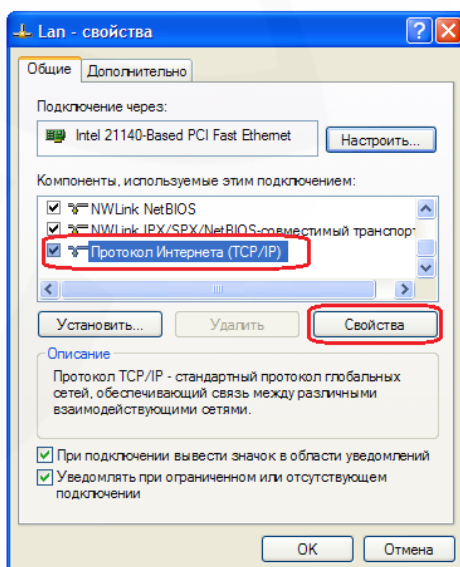 Lan - свойства
Общие Дополнительно
Подключение через:
Intel 21140-Based PCI Fast Ethernet Настроить...
Компоненты, используемые этим подключением:
NWLink NetBIOS
NWLink IPX/SPX/NetBIOS-совместимый транспорт
Протокол Интернета (TCP/IP)
Установить... Удалить Свойства
Описание
Протокол TCP/IP - стандартный протокол глобальных
сетей, обеспечивающий связь между различными
взаимодействующими сетями.
При подключении вывести значок в области уведомлений
Уведомлять при ограниченном или отсутствующем
подключении
OK Отмена